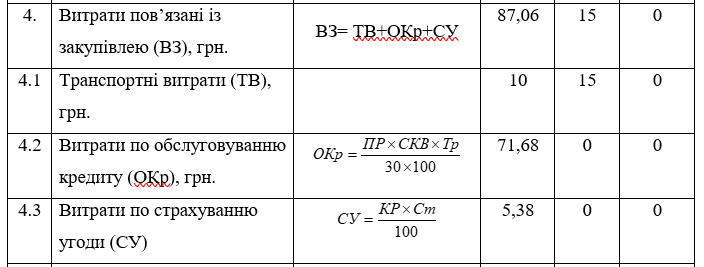 4. Витрати пов’язані із закупівлею (ВЗ), грн. ВЗ= ТВ+ОКр+СУ 87,06 15 0
4.1 Транспортні витрати (ТВ), грн. 10 15 0
4.2 Витрати по обслуговуванню кредиту (ОКр), грн. ОКр = ПР×СКВ×Тр / 30×100 71,68 0 0
4.3 Витрати по страхуванню угоди (СУ) СУ = КР×Ст / 100 5,38 0 0